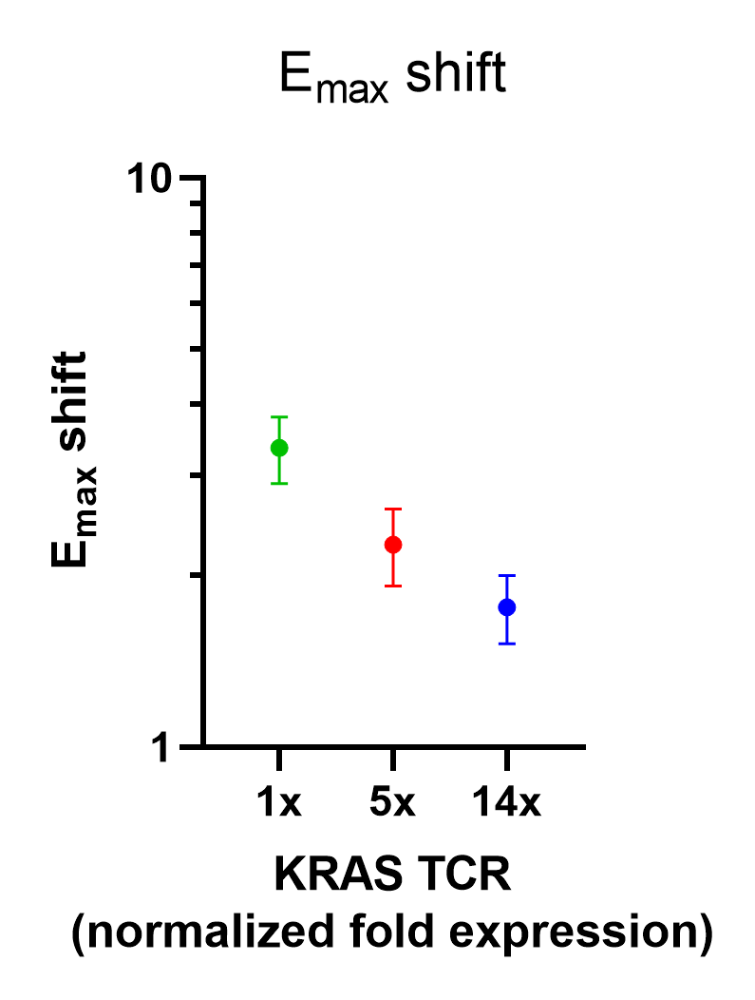 Emax shift
10
Emax shift
1
1x 5x 14x
KRAS TCR
(normalized fold expression)